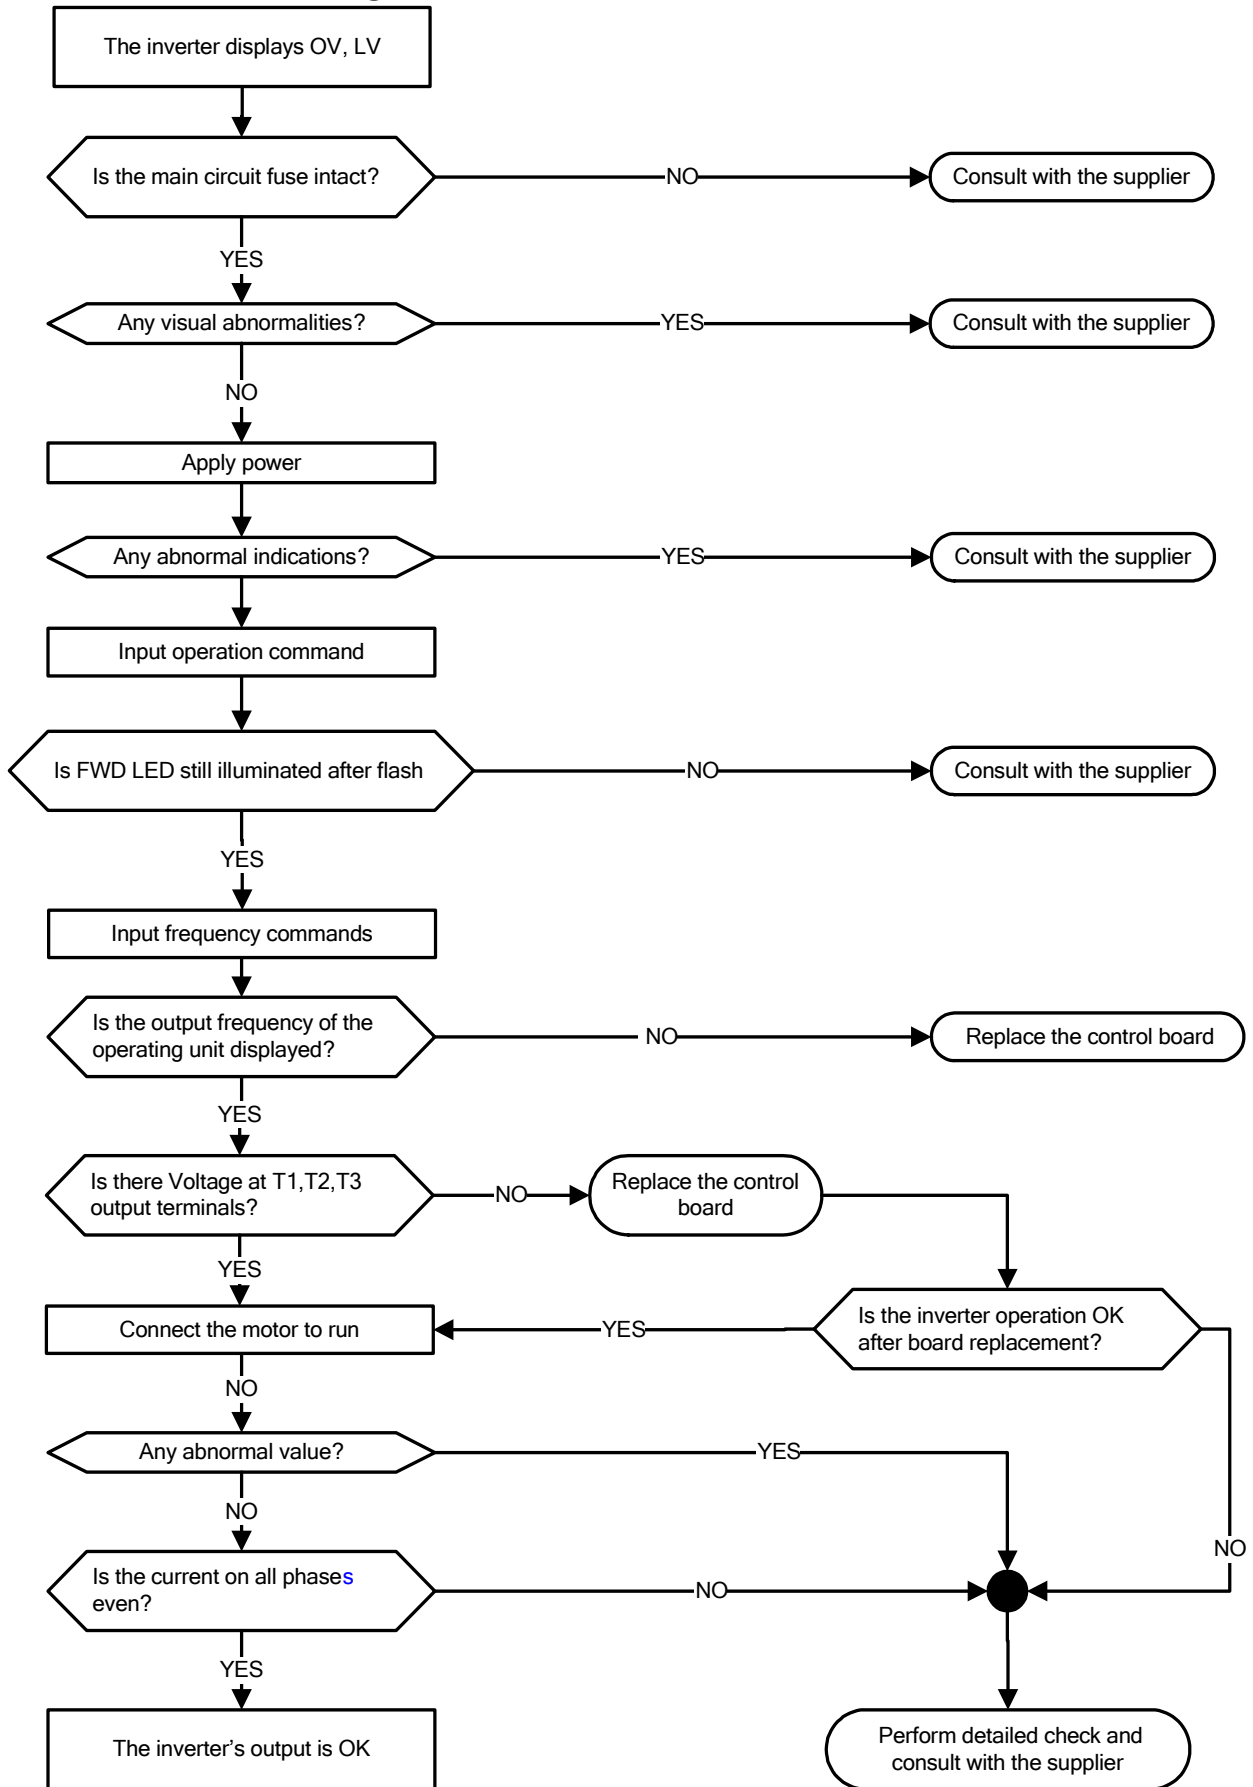 The inverter displays OV, LV
Is the main circuit fuse intact?
NO
Consult with the supplier
YES
Any visual abnormalities?
YES
Consult with the supplier
NO
Apply power
Any abnormal indications?
YES
Consult with the supplier
Input operation command
Is FWD LED still illuminated after flash
NO
Consult with the supplier
YES
Input frequency commands
Is the output frequency of the
operating unit displayed?
NO
Replace the control board
YES
Is there Voltage at T1,T2,T3
output terminals?
NO
Replace the control
board
YES
Connect the motor to run
YES
Is the inverter operation OK
after board replacement?
NO
Any abnormal value?
YES
NO
NO
Is the current on all phases
even?
NO
YES
The inverter's output is OK
Perform detailed check and
consult with the supplier